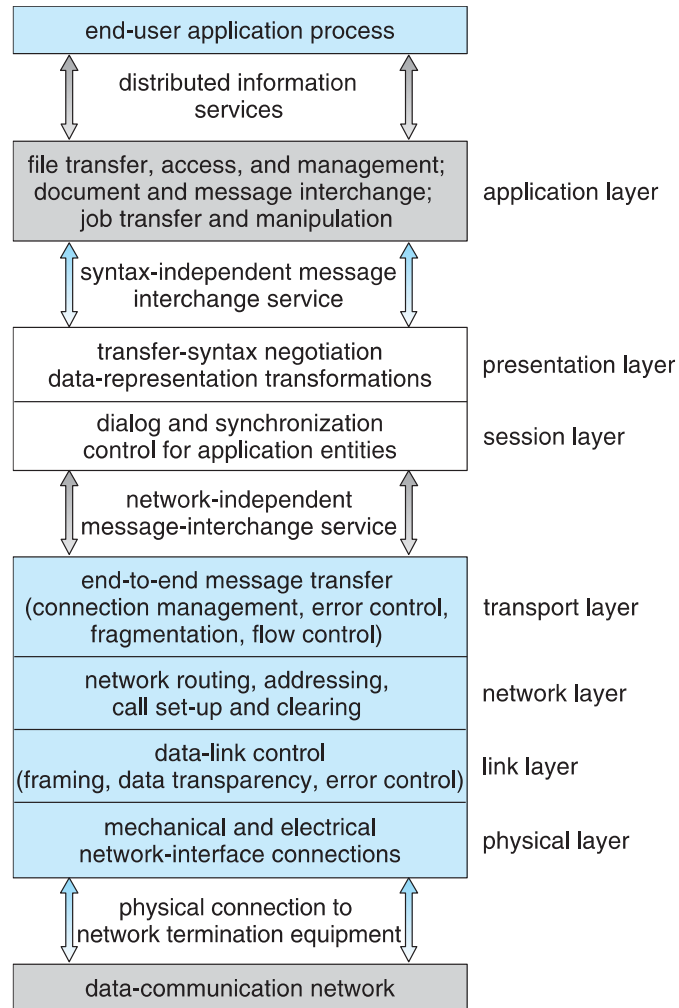 end-user application process
distributed information
services
file transfer, access, and management;
document and message interchange;
job transfer and manipulation
application layer
syntax-independent message
interchange service
transfer-syntax negotiation
data-representation transformations
presentation layer
dialog and synchronization
control for application entities
session layer
network-independent
message-interchange service
end-to-end message transfer
(connection management, error control,
fragmentation, flow control)
transport layer
network routing, addressing,
call set-up and clearing
network layer
data-link control
(framing, data transparency, error control)
link layer
mechanical and electrical
network-interface connections
physical layer
physical connection to
network termination equipment
data-communication network